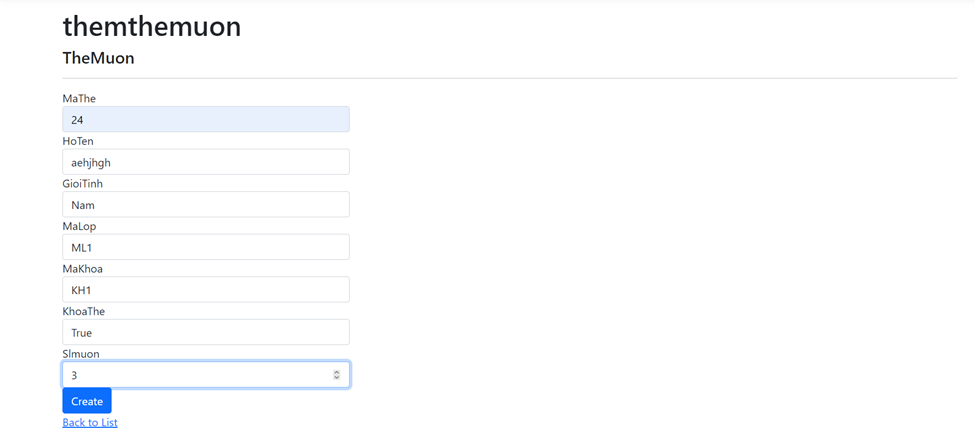 themthemuon
TheMuon
MaThe
24
HoTen
aehjhgh
GioiTinh
Nam
MaLop
ML1
MaKhoa
KH1
KhoaThe
True
Slmuon
3
Create
Back to List